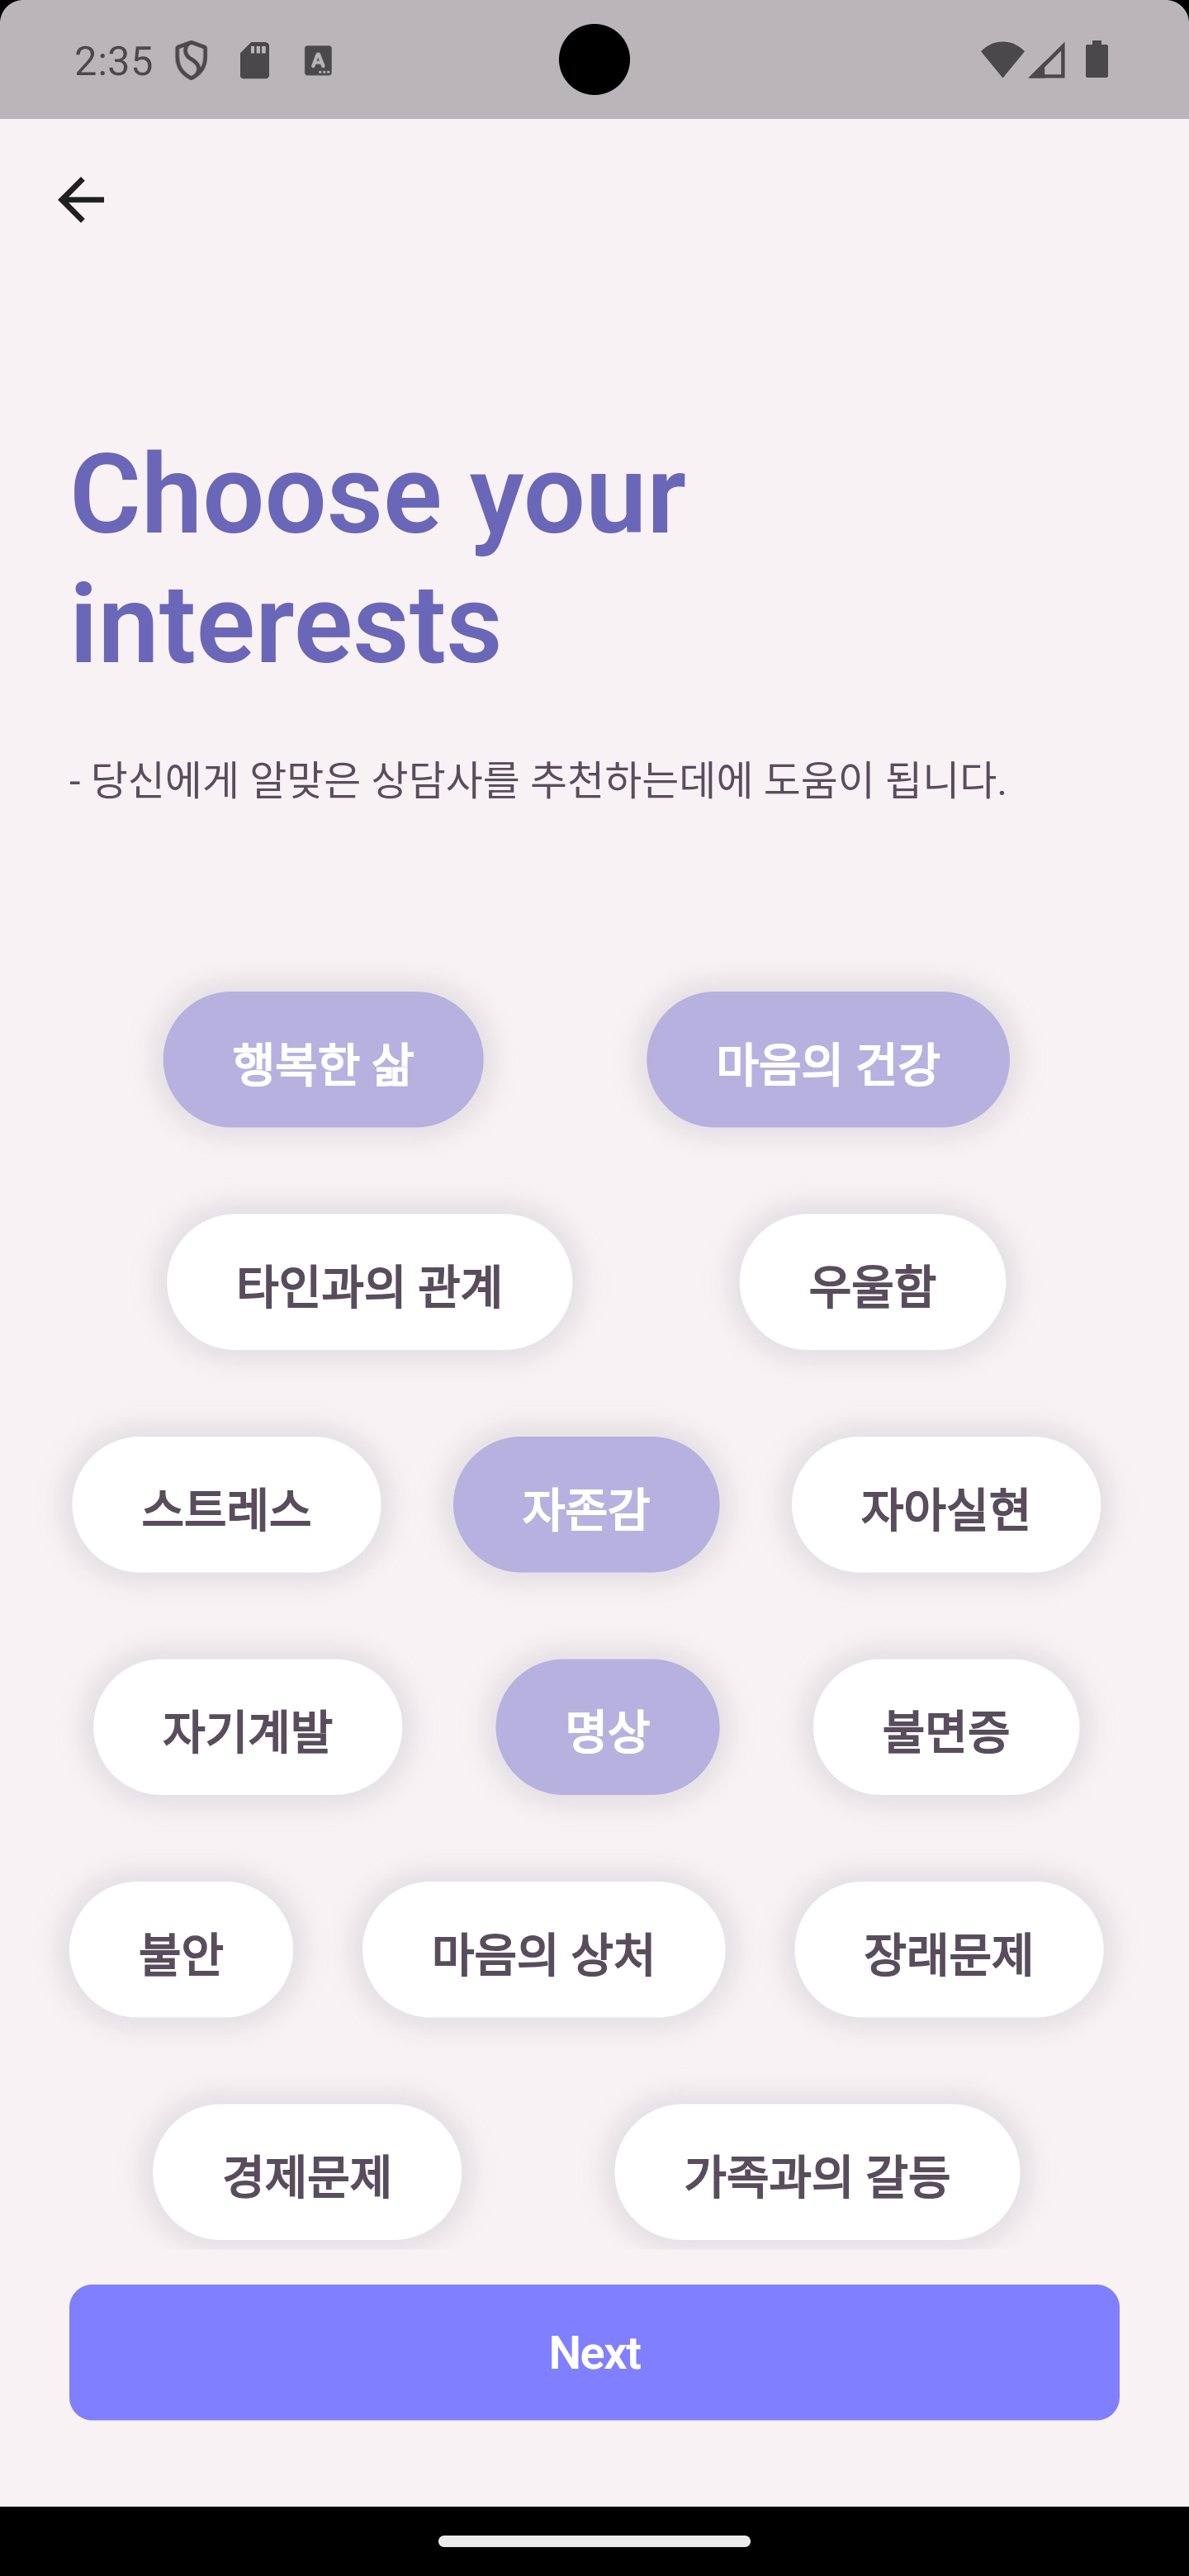 2:35
Choose your
interests
- 당신에게 알맞은 상담사를 추천하는데에 도움이 됩니다.
행복한 삶 마음의 건강
타인과의 관계 우울함
스트레스 자존감 자아실현
자기계발 명상 불면증
불안 마음의 상처 장래문제
경제문제 가족과의 갈등
Next